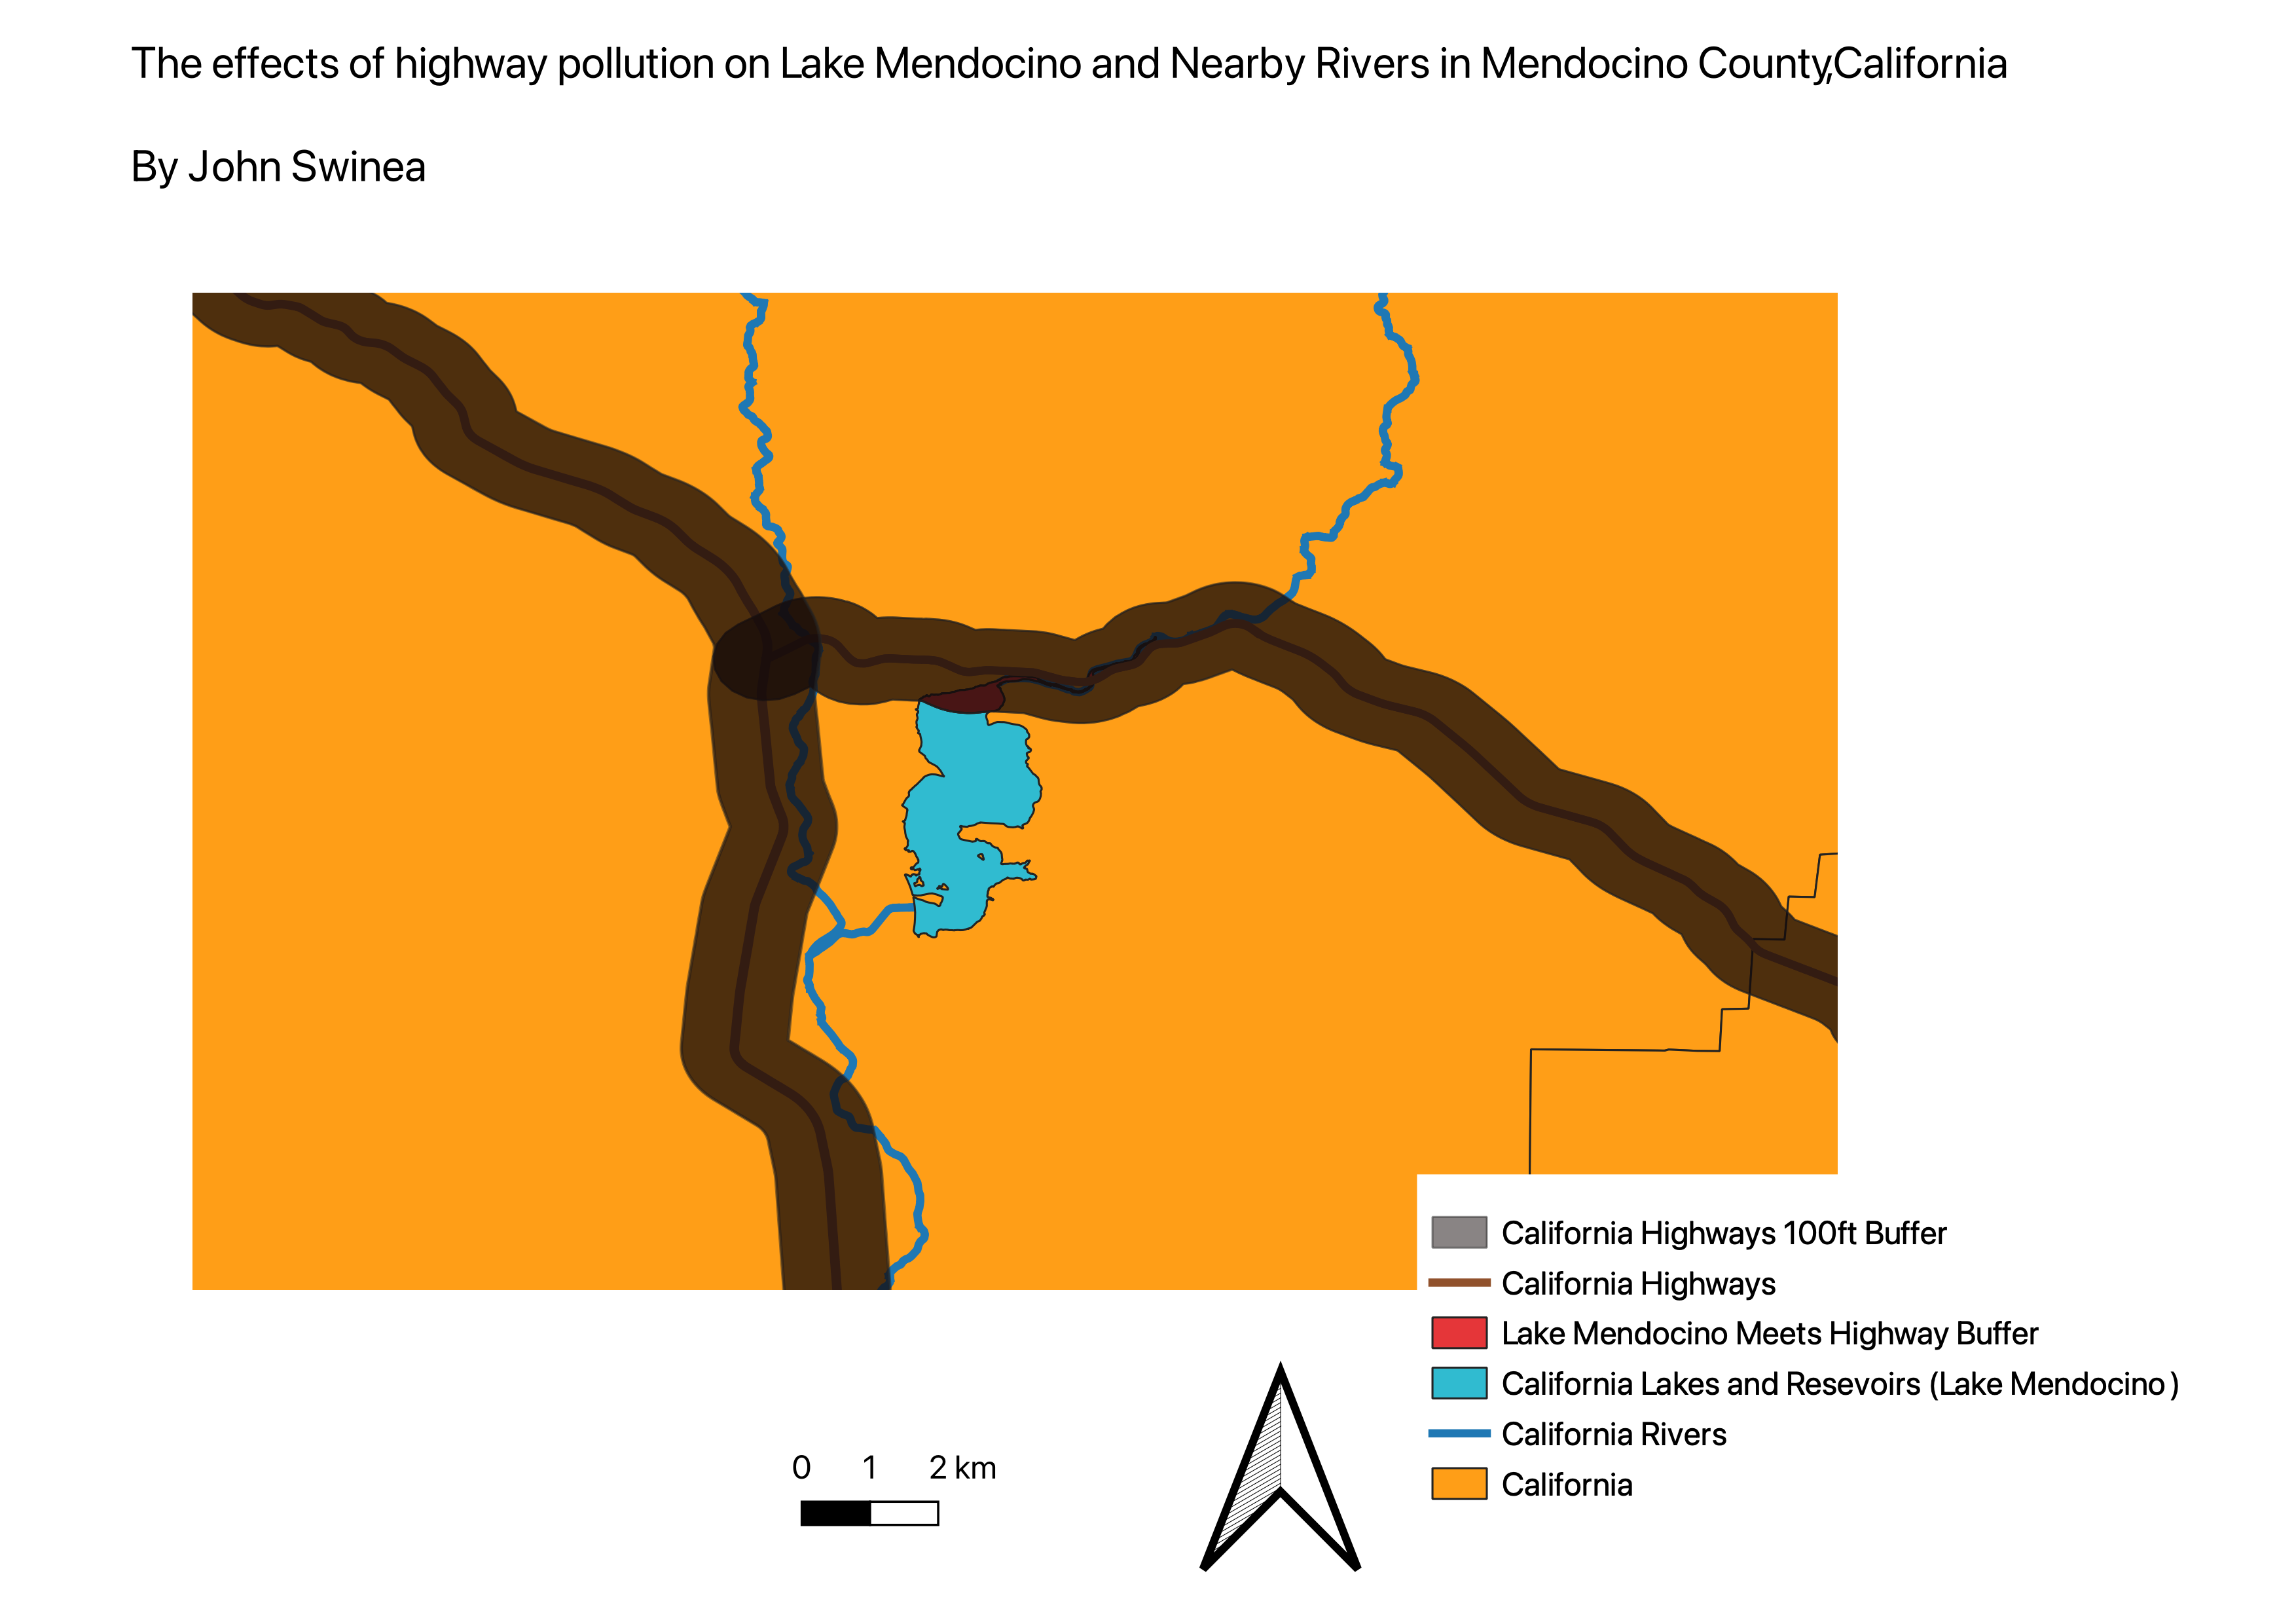 The effects of highway pollution on Lake Mendocino and Nearby Rivers in Mendocino County,California
By John Swinea
California Highways 100ft Buffer
California Highways
Lake Mendocino Meets Highway Buffer
California Lakes and Resevoirs (Lake Mendocino )
California Rivers
California
0 1 2 km